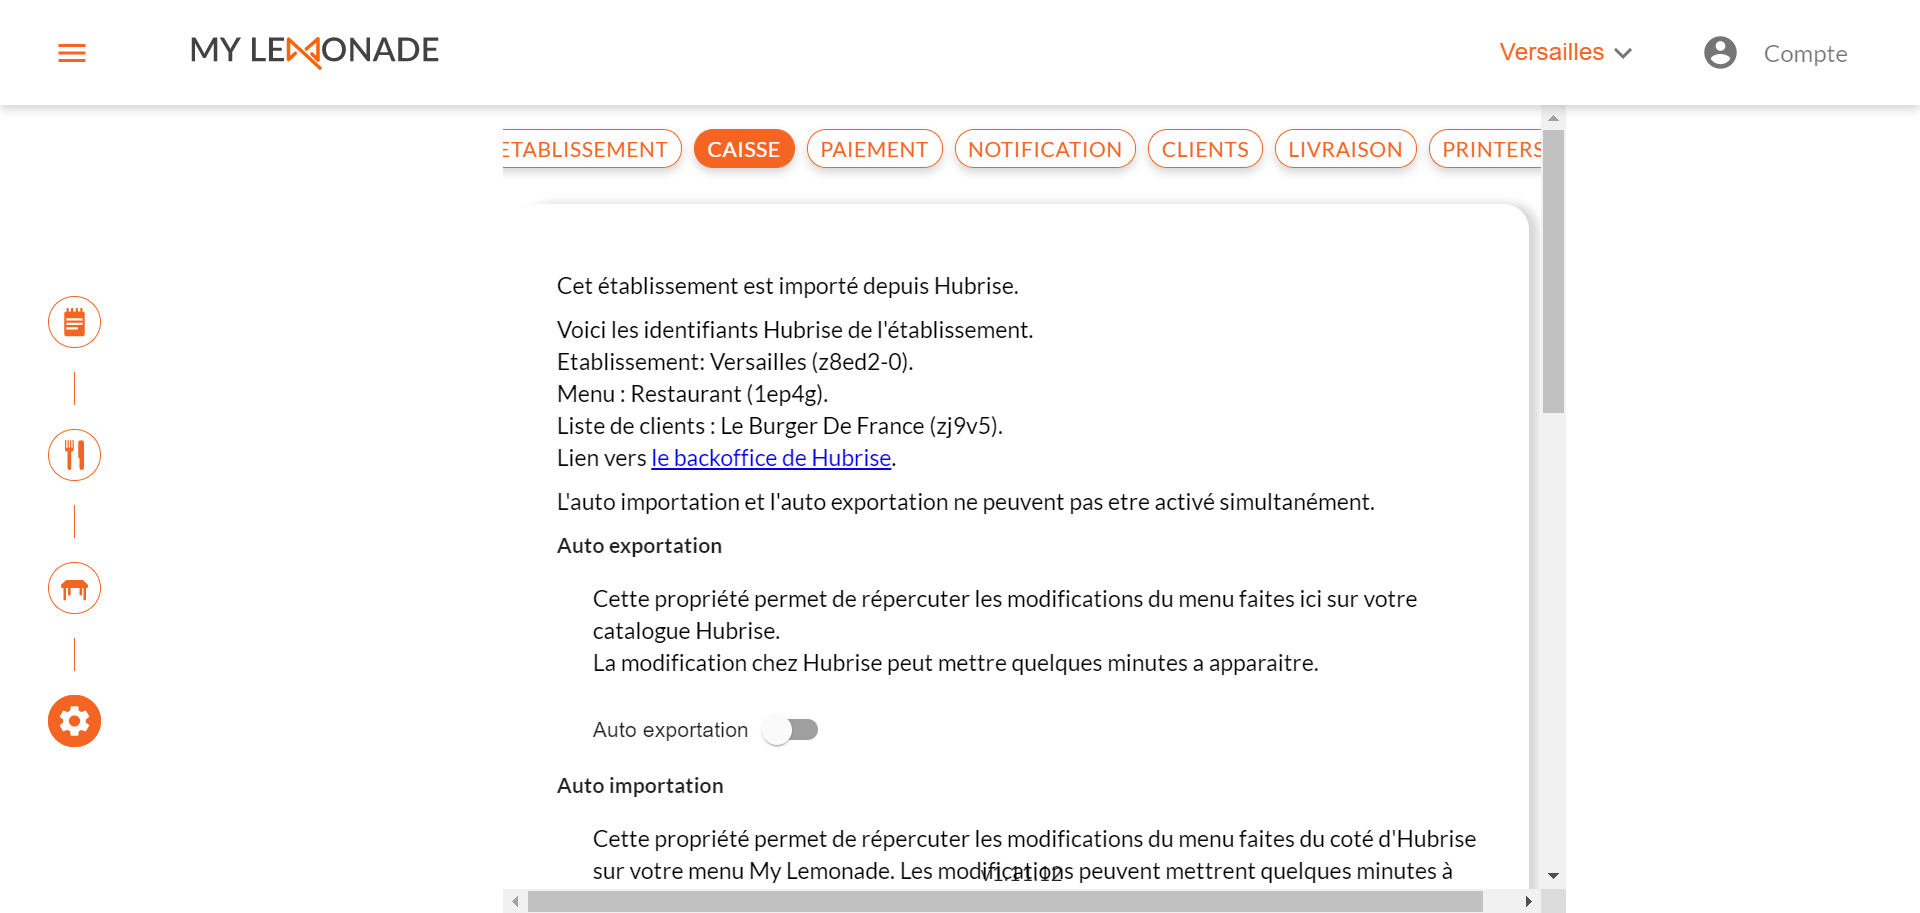 MY LEMONADE
Versailles
Compte
ETABLISSEMENT
CAISSE
PAIEMENT
NOTIFICATION
CLIENTS
LIVRAISON
PRINTERS
Cet établissement est importé depuis Hubrise.
Voici les identifiants Hubrise de l'établissement.
Etablissement: Versailles (z8ed2-0).
Menu : Restaurant (1ep4g).
Liste de clients : Le Burger De France (zj9v5).
Lien vers le backoffice de Hubrise.
L'auto importation et l'auto exportation ne peuvent pas etre activé simultanément.
Auto exportation
Cette propriété permet de répercuter les modifications du menu faites ici sur votre
catalogue Hubrise.
La modification chez Hubrise peut mettre quelques minutes a apparaitre.
Auto exportation
Auto importation
Cette propriété permet de répercuter les modifications du menu faites du coté d'Hubrise
sur votre menu My Lemonade. Les modifications peuvent mettrent quelques minutes à
v1.11.12